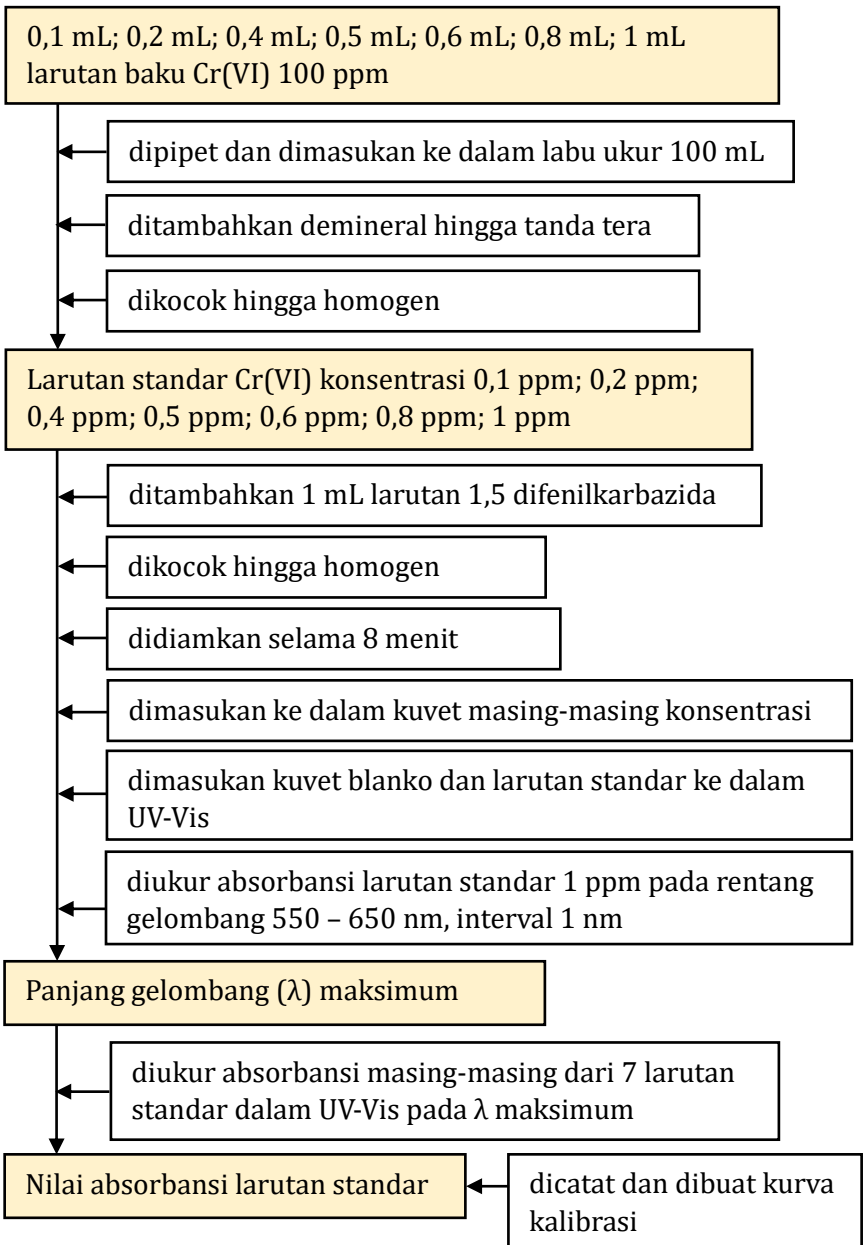 0,1 mL; 0,2 mL; 0,4 mL; 0,5 mL; 0,6 mL; 0,8 mL; 1 mL
larutan baku Cr(VI) 100 ppm
dipipet dan dimasukan ke dalam labu ukur 100 mL
ditambahkan demineral hingga tanda tera
dikocok hingga homogen
Larutan standar Cr(VI) konsentrasi 0,1 ppm; 0,2 ppm;
0,4 ppm; 0,5 ppm; 0,6 ppm; 0,8 ppm; 1 ppm
ditambahkan 1 mL larutan 1,5 difenilkarbazida
dikocok hingga homogen
didiamkan selama 8 menit
dimasukan ke dalam kuvet masing-masing konsentrasi
dimasukan kuvet blanko dan larutan standar ke dalam
UV-Vis
diukur absorbansi larutan standar 1 ppm pada rentang
gelombang 550 – 650 nm, interval 1 nm
Panjang gelombang (λ) maksimum
diukur absorbansi masing-masing dari 7 larutan
standar dalam UV-Vis pada λ maksimum
Nilai absorbansi larutan standar
dicatat dan dibuat kurva
kalibrasi